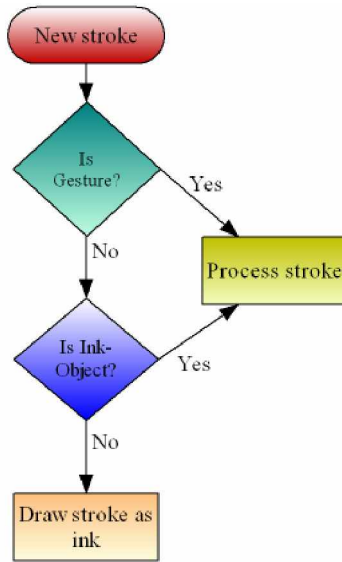 New stroke
Is
Gesture?
Yes
No
Process stroke
Is Ink-
Object?
Yes
No
Draw stroke as
ink